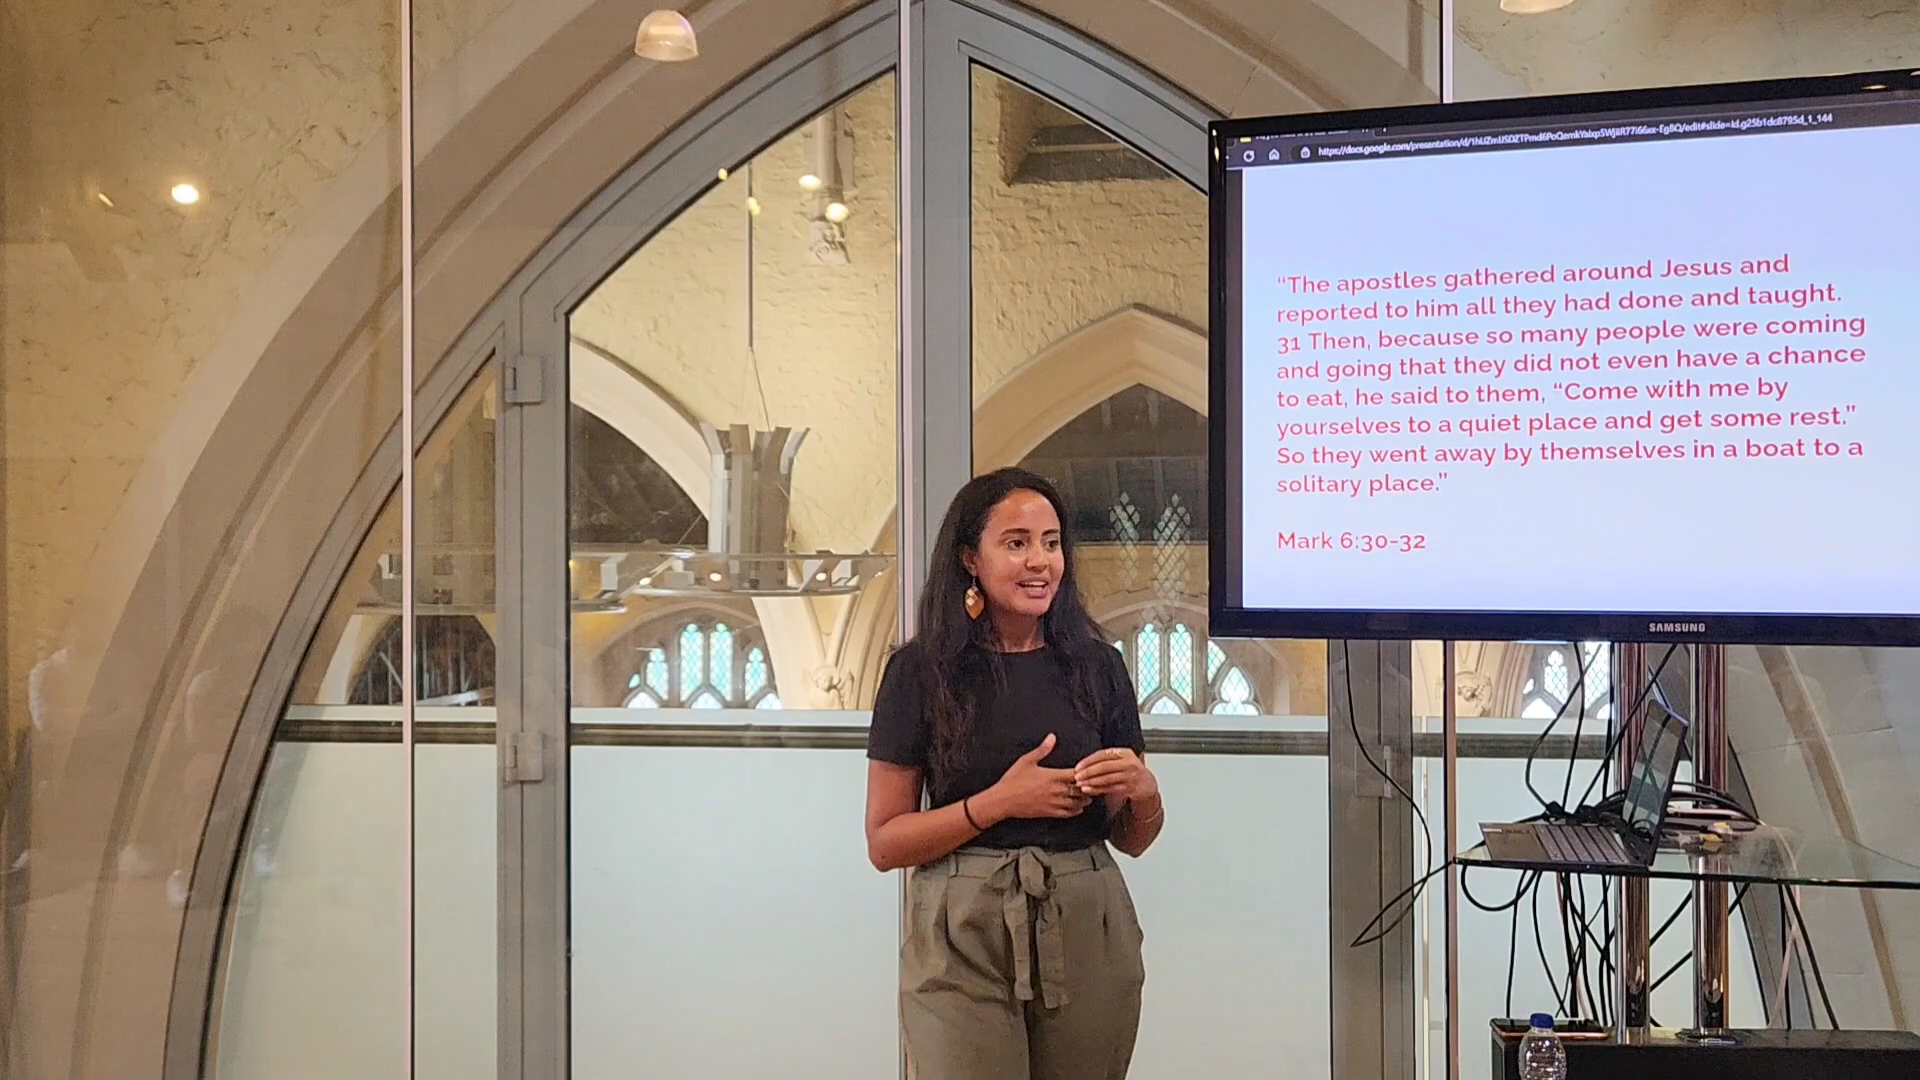 “The apostles gathered around Jesus and
reported to him all they had done and taught.
31 Then, because so many people were coming
and going that they did not even have a chance
to eat, he said to them, “Come with me by
yourselves to a quiet place and get some rest.”
So they went away by themselves in a boat to a
solitary place.”
Mark 6:30-32
SAMSUNG